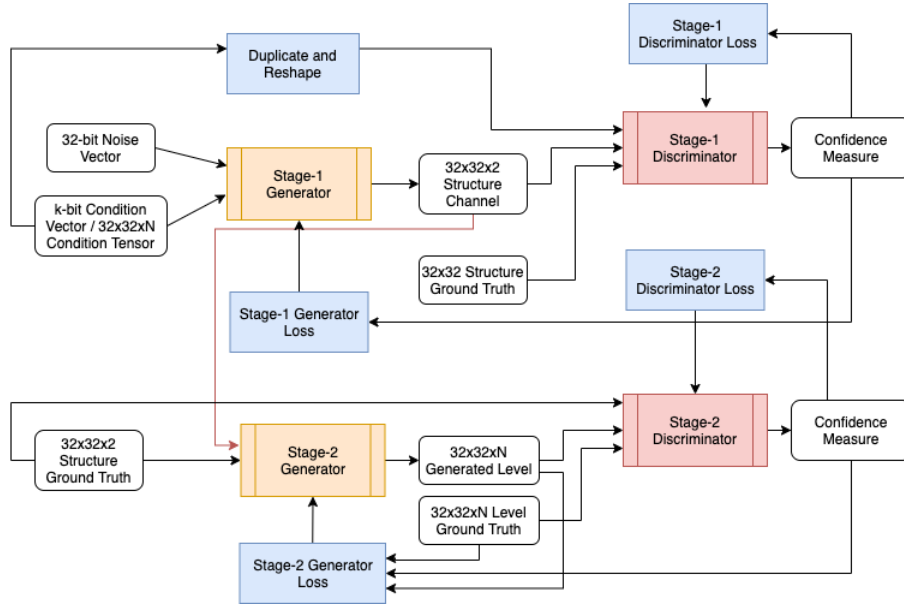 Stage-1
Discriminator Loss
Duplicate and
Reshape
32-bit Noise
Vector
Stage-1
Generator
32x32x2
Structure
Channel
Stage-1
Discriminator
Confidence
Measure
k-bit Condition
Vector / 32x32xN
Condition Tensor
32x32 Structure
Ground Truth
Stage-2
Discriminator Loss
Stage-1 Generator
Loss
32x32x2
Structure
Ground Truth
Stage-2
Generator
32x32xN
Generated Level
Stage-2
Discriminator
Confidence
Measure
32x32xN Level
Ground Truth
Stage-2 Generator
Loss